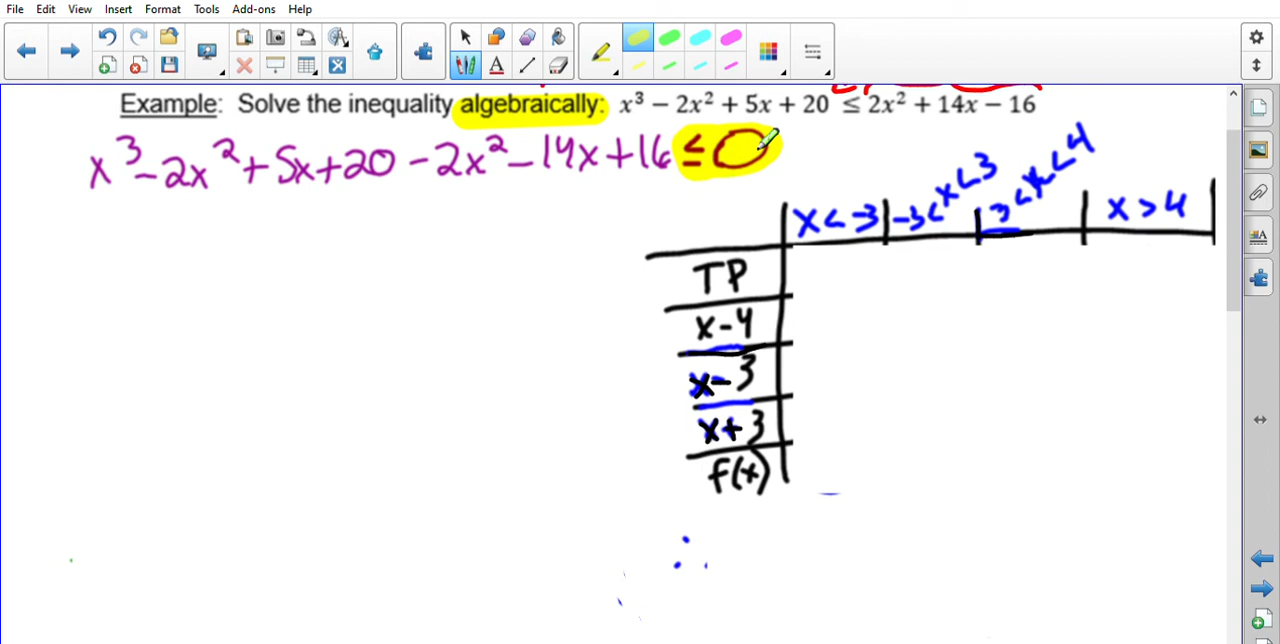 File Edit View Insert Format Tools Add-ons Help
Example: Solve the inequality algebraically: x³ − 2x² + 5x + 20 ≤ 2x² + 14x − 16
x³ - 2x² + 5x + 20 - 2x² - 14x + 16 ≤ 0
x < -3 -3 < x < 3 3 < x < 4 x > 4
TP
x - 4
x - 3
x + 3
f(x)
∴